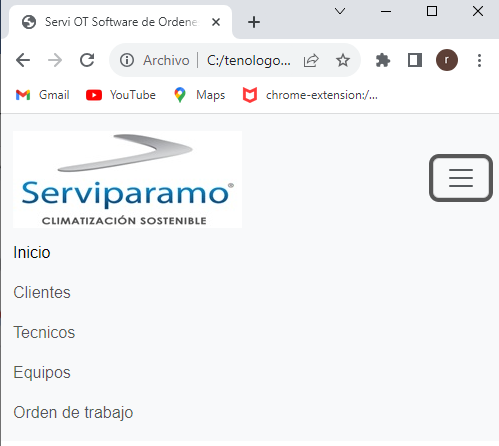 Servi OT Software de Ordene
Archivo | C:/tenologo...
r
Gmail
YouTube
Maps
chrome-extension:/...
Serviparamo®
CLIMATIZACIÓN SOSTENIBLE
Inicio
Clientes
Tecnicos
Equipos
Orden de trabajo